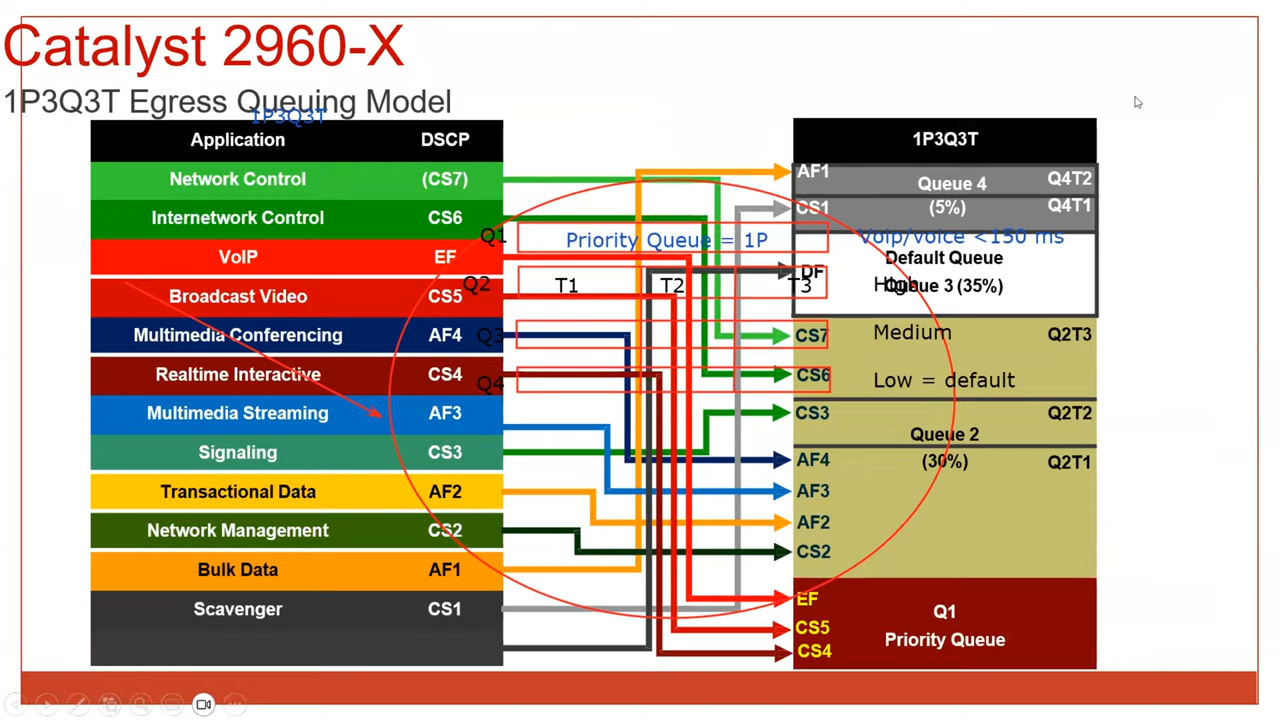 Catalyst 2960-X
1P3Q3T Egress Queuing Model
1P3Q3T
Application DSCP
Network Control (CS7)
Internetwork Control CS6
VoIP EF
Broadcast Video CS5
Multimedia Conferencing AF4
Realtime Interactive CS4
Multimedia Streaming AF3
Signaling CS3
Transactional Data AF2
Network Management CS2
Bulk Data AF1
Scavenger CS1
Q1 Priority Queue = 1P Voip/voice <150 ms
Q2 T1 T2 T3 High
Q3 Medium
Q4 Low = default
1P3Q3T
AF1 Queue 4 Q4T2
CS1 (5%) Q4T1
DF Default Queue
Queue 3 (35%)
CS7 Q2T3
CS6
CS3 Q2T2
Queue 2
AF4 (30%) Q2T1
AF3
AF2
CS2
EF Q1
CS5 Priority Queue
CS4